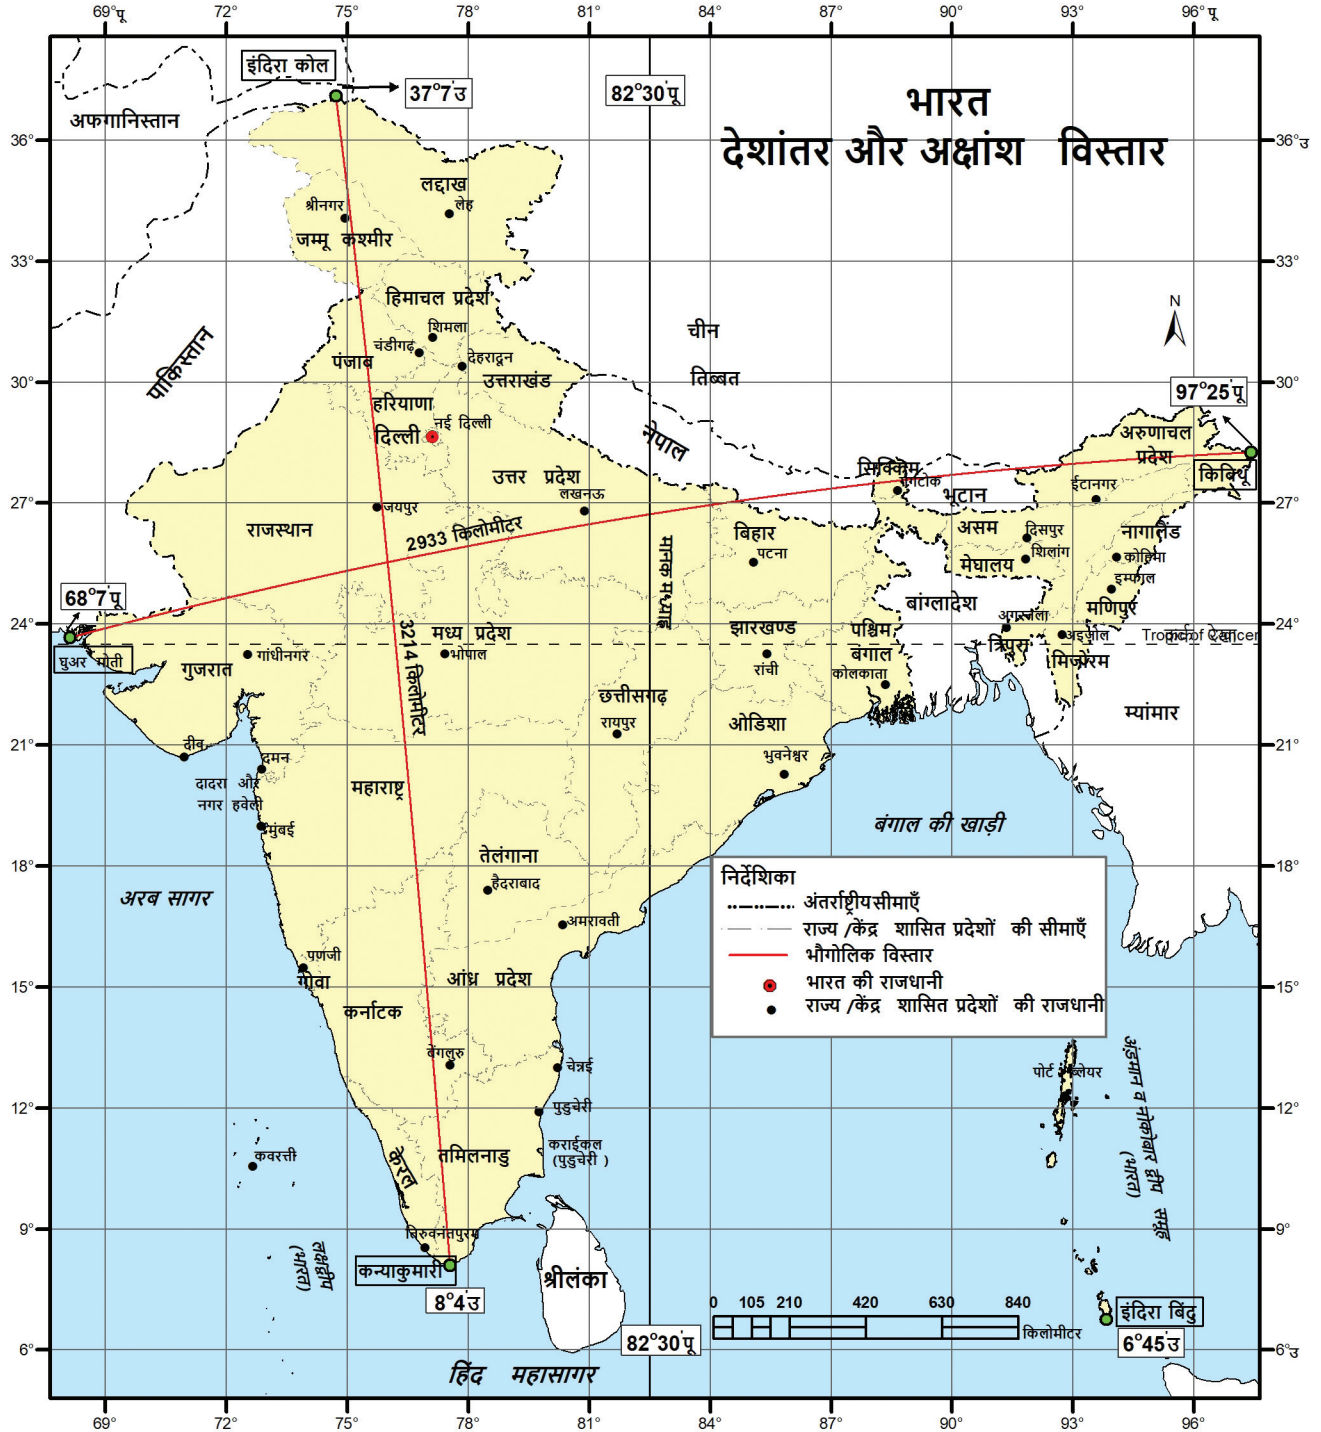 69°पू
72°
75°
78°
81°
84°
87°
90°
93°
96°पू
इंदिरा कोल
37°7'उ
82°30'पू
भारत
देशांतर और अक्षांश विस्तार
अफगानिस्तान
36°
36°उ
लद्दाख
लेह
श्रीनगर
जम्मू कश्मीर
33°
33°
हिमाचल प्रदेश
N
शिमला
चंडीगढ़
पंजाब
देहरादून
उत्तराखंड
पाकिस्तान
चीन
तिब्बत
30°
30°
97°25'पू
हरियाणा
नई दिल्ली
दिल्ली
नेपाल
अरुणाचल
प्रदेश
किबिथू
सिक्किम
गंगटोक
भूटान
ईटानगर
उत्तर प्रदेश
लखनऊ
27°
27°
जयपुर
राजस्थान
2933 किलोमीटर
बिहार
पटना
मानक मध्याह्न
असम
दिसपुर
नागालैंड
मेघालय
शिलांग
कोहिमा
इम्फाल
मणिपुर
68°7'पू
बांग्लादेश
24°
24°
घुअर मोती
गुजरात
गांधीनगर
3214 किलोमीटर
मध्य प्रदेश
भोपाल
झारखण्ड
रांची
पश्चिम
बंगाल
कोलकाता
अगरतला
त्रिपुरा
अइजोल
मिजोरम
Tropic of Cancer
कर्क रेखा
छत्तीसगढ़
रायपुर
ओडिशा
म्यांमार
21°
21°
दीव
दमन
दादरा और
नगर हवेली
मुंबई
महाराष्ट्र
भुवनेश्वर
बंगाल की खाड़ी
18°
18°
अरब सागर
तेलंगाना
हैदराबाद
अमरावती
निर्देशिका
अंतर्राष्ट्रीय सीमाएँ
राज्य /केंद्र शासित प्रदेशों की सीमाएँ
भौगोलिक विस्तार
भारत की राजधानी
राज्य /केंद्र शासित प्रदेशों की राजधानी
पणजी
गोवा
आंध्र प्रदेश
15°
15°
कर्नाटक
बेंगलुरु
चेन्नई
पोर्ट ब्लेयर
अंडमान व नोकोबार द्वीप समूह
(भारत)
12°
12°
पुडुचेरी
कराईकल
(पुडुचेरी )
कवरत्ती
केरल
तमिलनाडु
9°
9°
तिरुवनंतपुरम
लक्षद्वीप
(भारत)
कन्याकुमारी
8°4'उ
श्रीलंका
0 105 210 420 630 840
किलोमीटर
इंदिरा बिंदु
6°45'उ
82°30'पू
6°
6°उ
हिंद महासागर
69°पू
72°
75°
78°
81°
84°
87°
90°
93°
96°पू